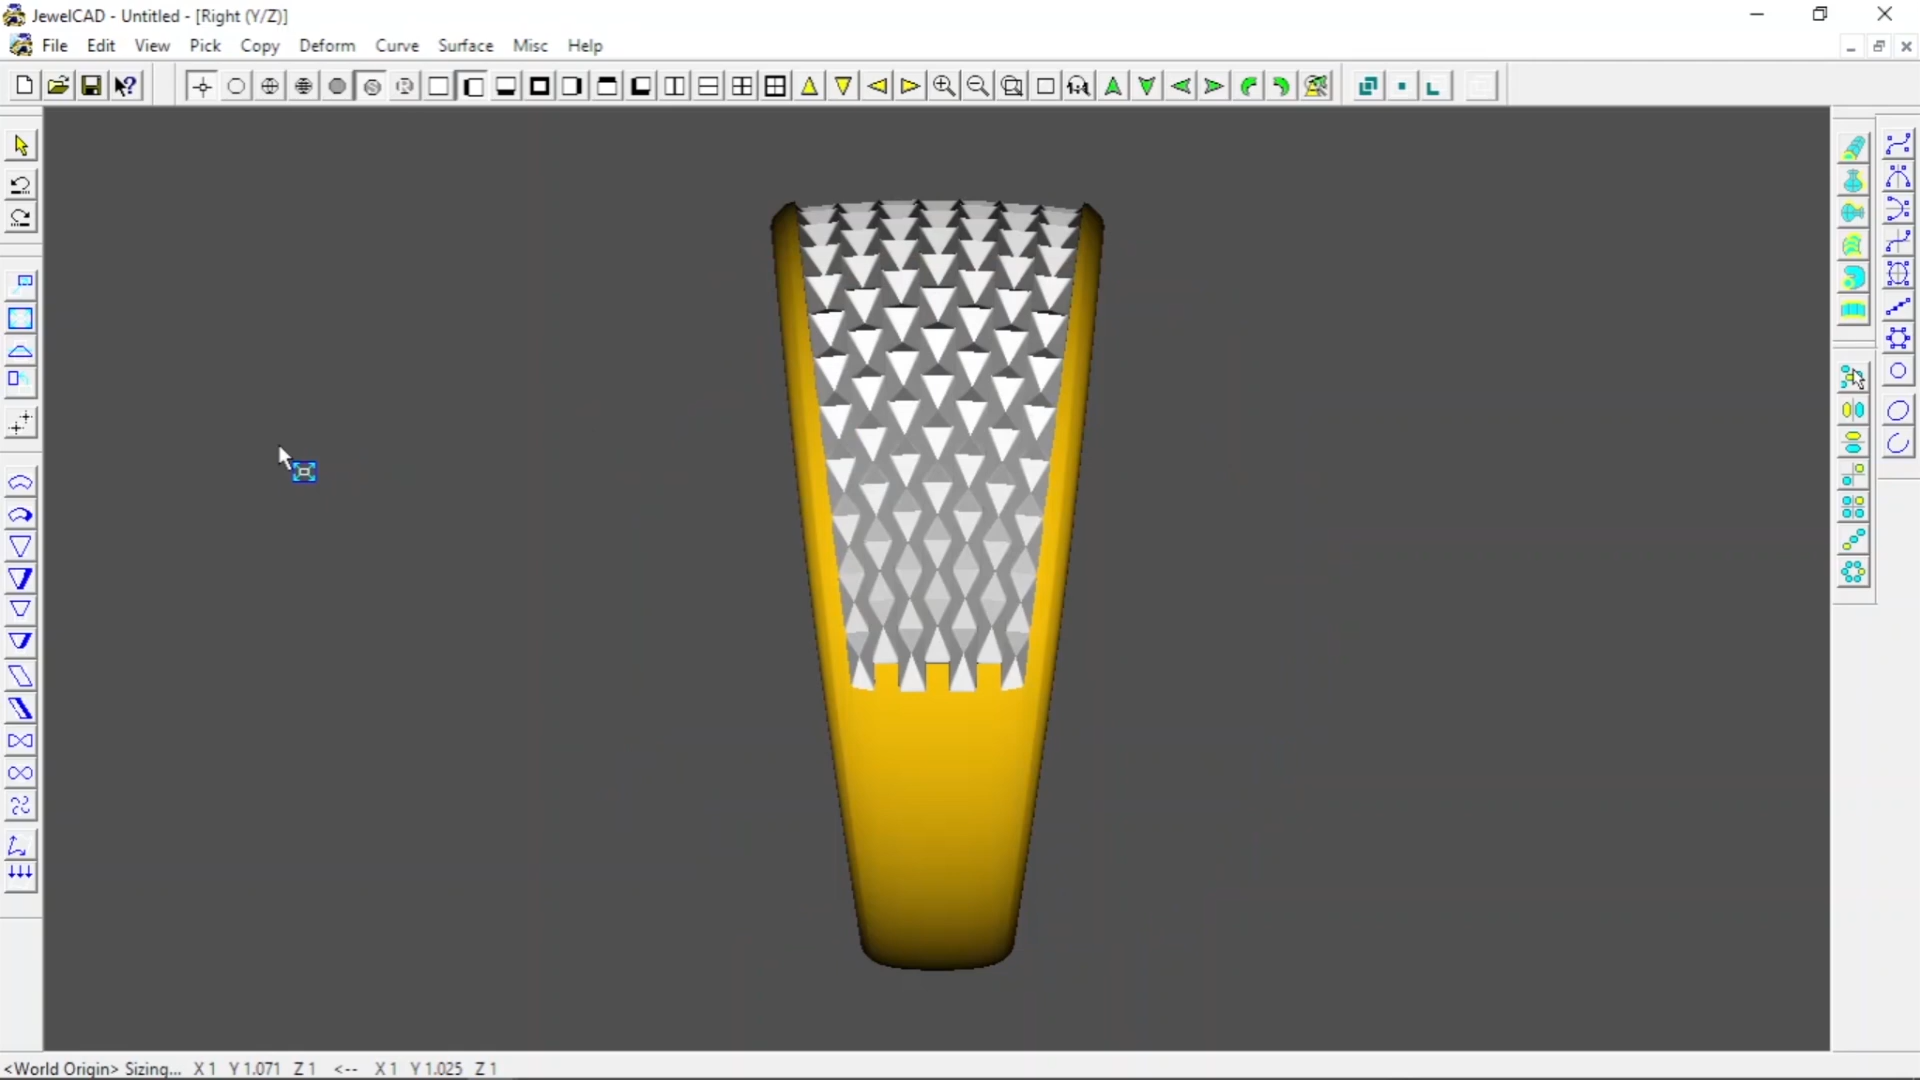 JewelCAD - Untitled - [Right (Y/Z)]
File Edit View Pick Copy Deform Curve Surface Misc Help
<World Origin> Sizing... X 1 Y 1.071 Z 1 <-- X 1 Y 1.025 Z 1